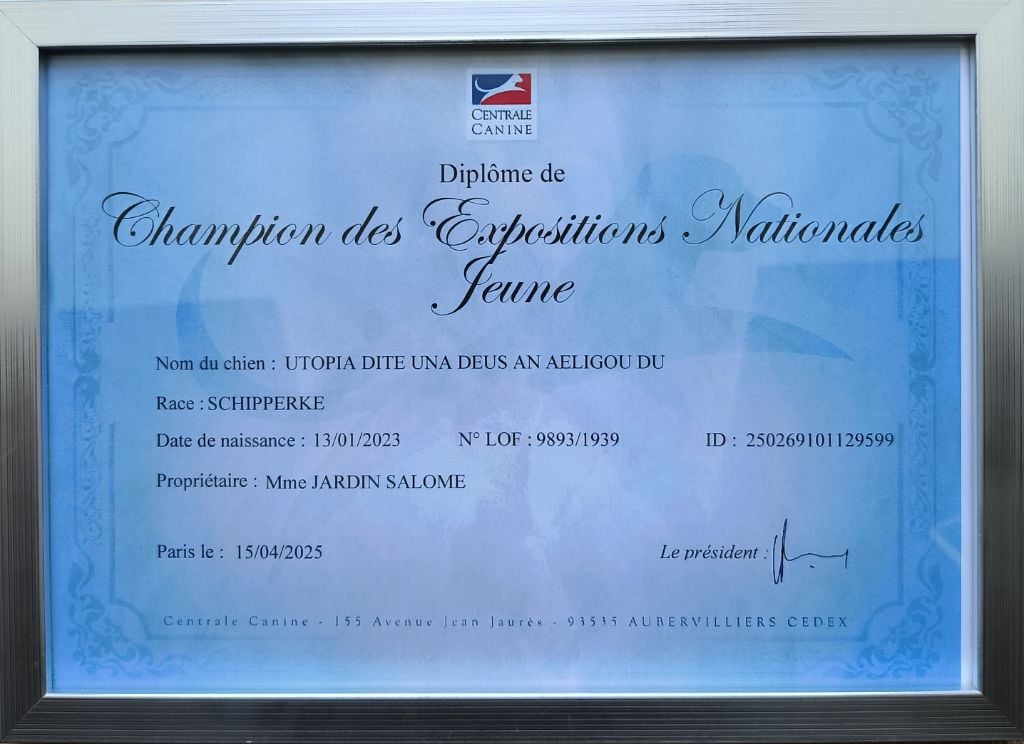 CENTRALE
CANINE
Diplôme de
Champion des Expositions Nationales
Jeune
Nom du chien : UTOPIA DITE UNA DEUS AN AELIGOU DU
Race : SCHIPPERKE
Date de naissance : 13/01/2023 N° LOF : 9893/1939 ID : 250269101129599
Propriétaire : Mme JARDIN SALOME
Paris le : 15/04/2025 Le président :
Centrale Canine - 155 Avenue Jean Jaurès - 93535 AUBERVILLIERS CEDEX